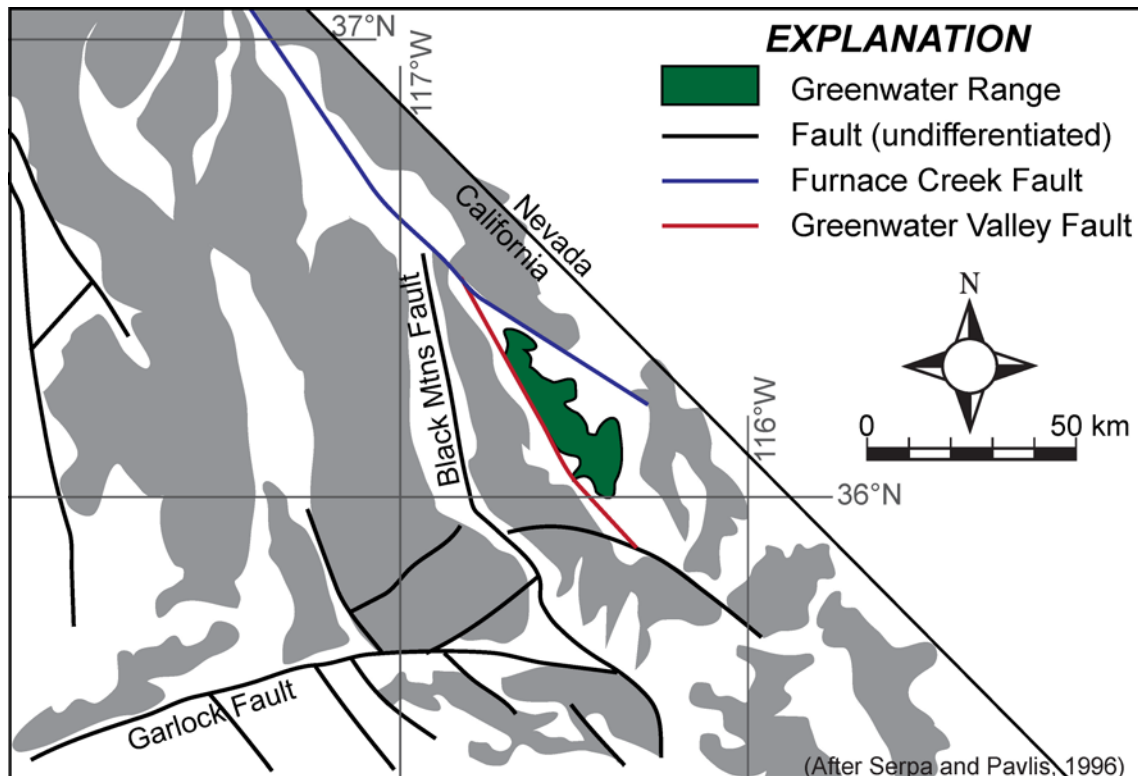 37°N
117°W
EXPLANATION
Greenwater Range
Fault (undifferentiated)
Furnace Creek Fault
Greenwater Valley Fault
Nevada
California
Black Mtns Fault
N
0 50 km
116°W
36°N
Garlock Fault
(After Serpa and Pavlis, 1996)